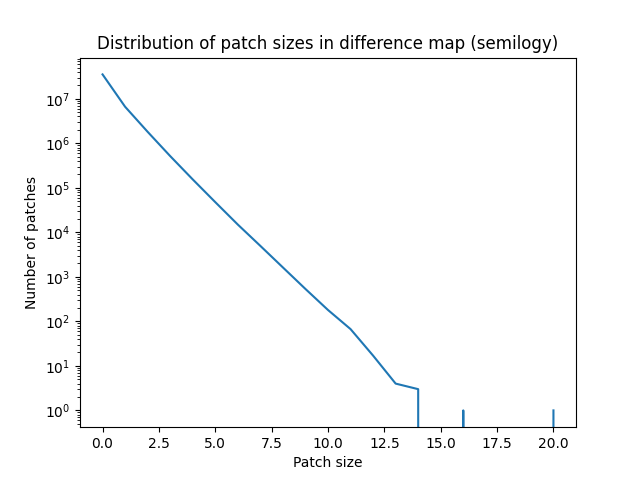 Distribution of patch sizes in difference map (semilogy)
Number of patches
10^7
10^6
10^5
10^4
10^3
10^2
10^1
10^0
0.0 2.5 5.0 7.5 10.0 12.5 15.0 17.5 20.0
Patch size